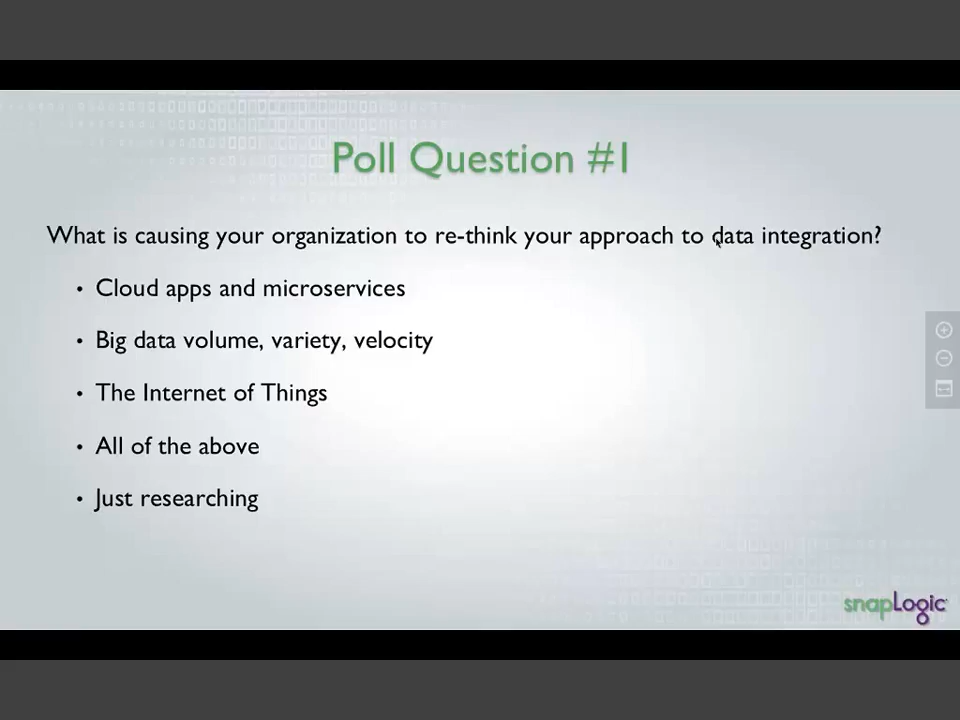 Poll Question #1
What is causing your organization to re-think your approach to data integration?
• Cloud apps and microservices
• Big data volume, variety, velocity
• The Internet of Things
• All of the above
• Just researching
snapLogic